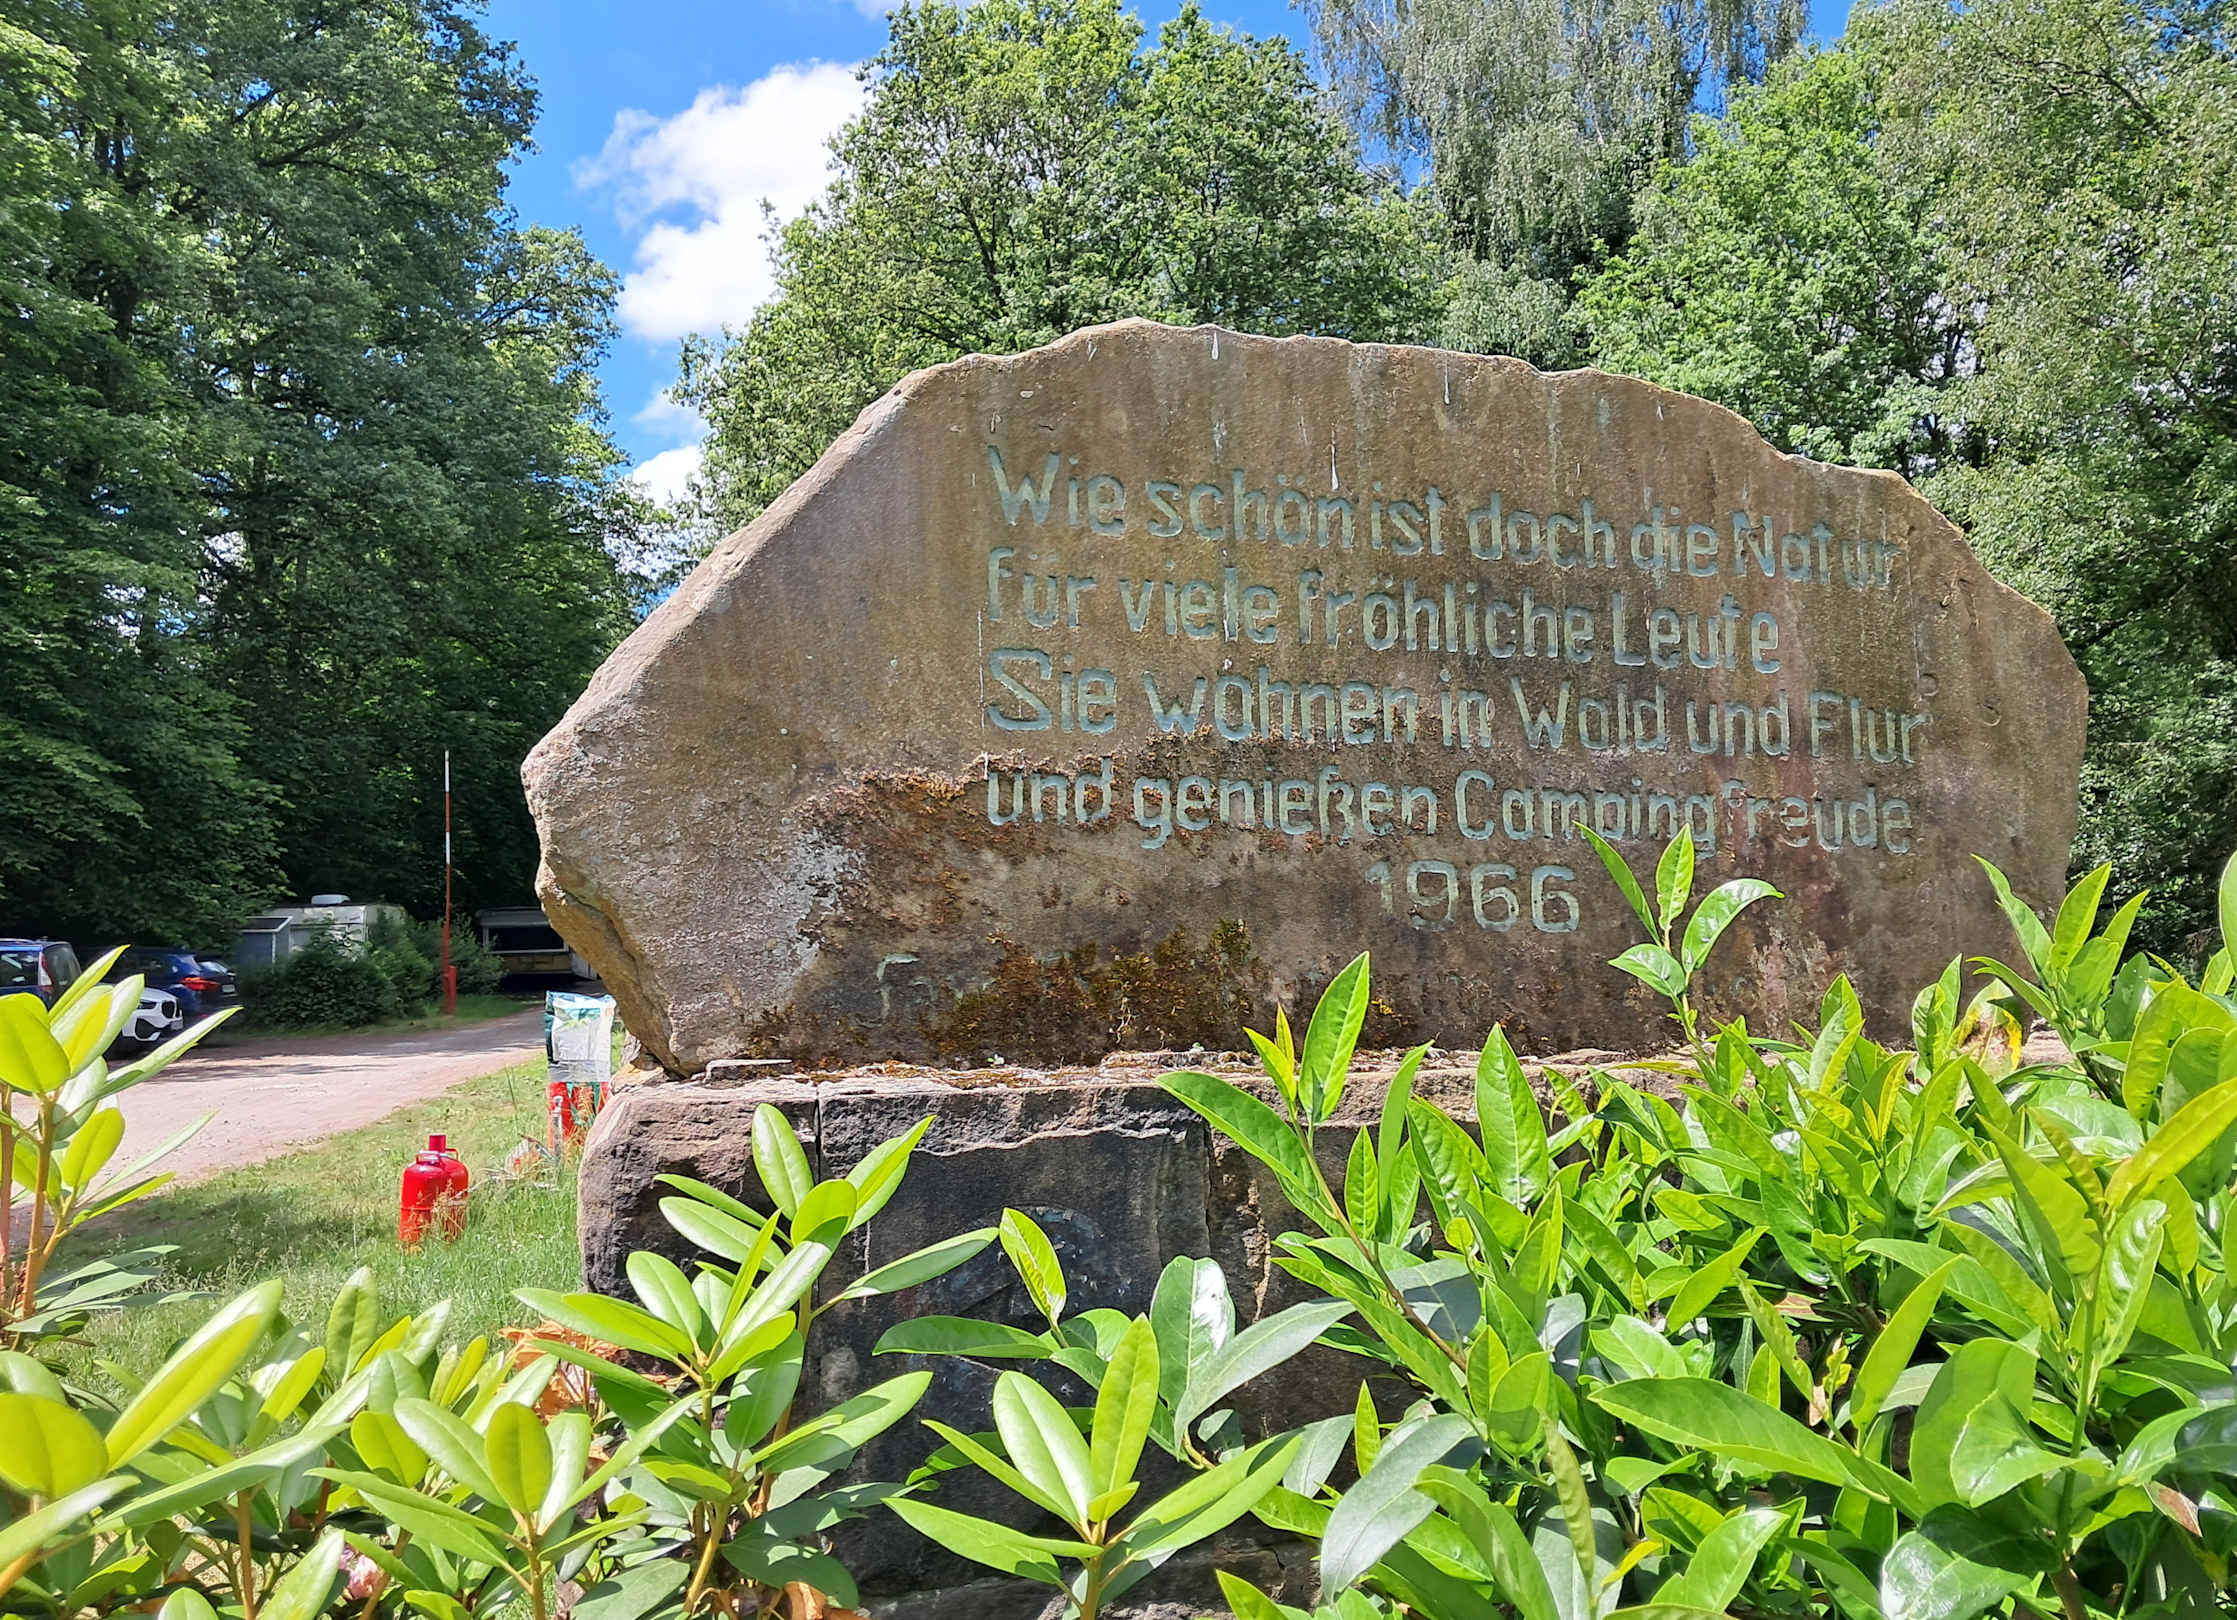 Wie schön ist doch die Natur
für viele fröhliche Leute
Sie wohnen in Wald und Flur
und genießen Campingfreude
1966